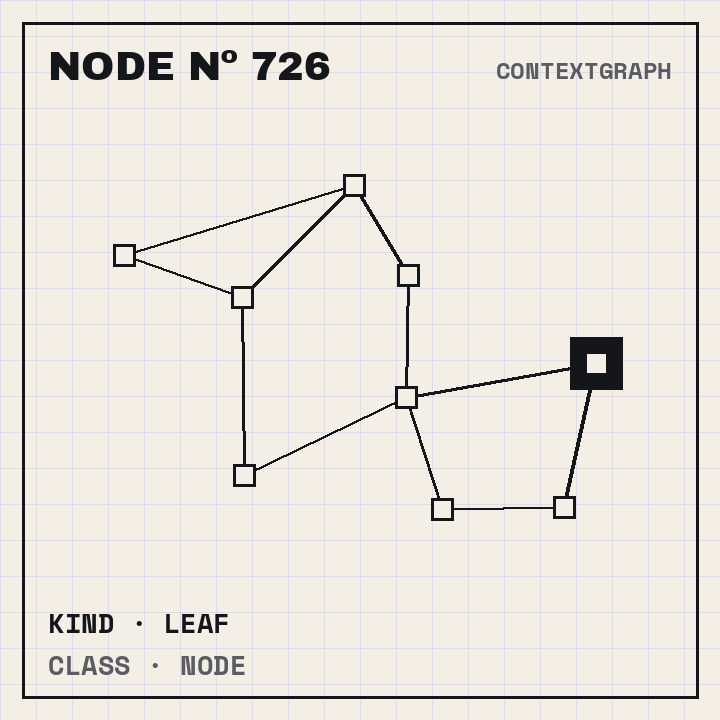 NODE Nº 726
CONTEXTGRAPH
KIND · LEAF
CLASS · NODE